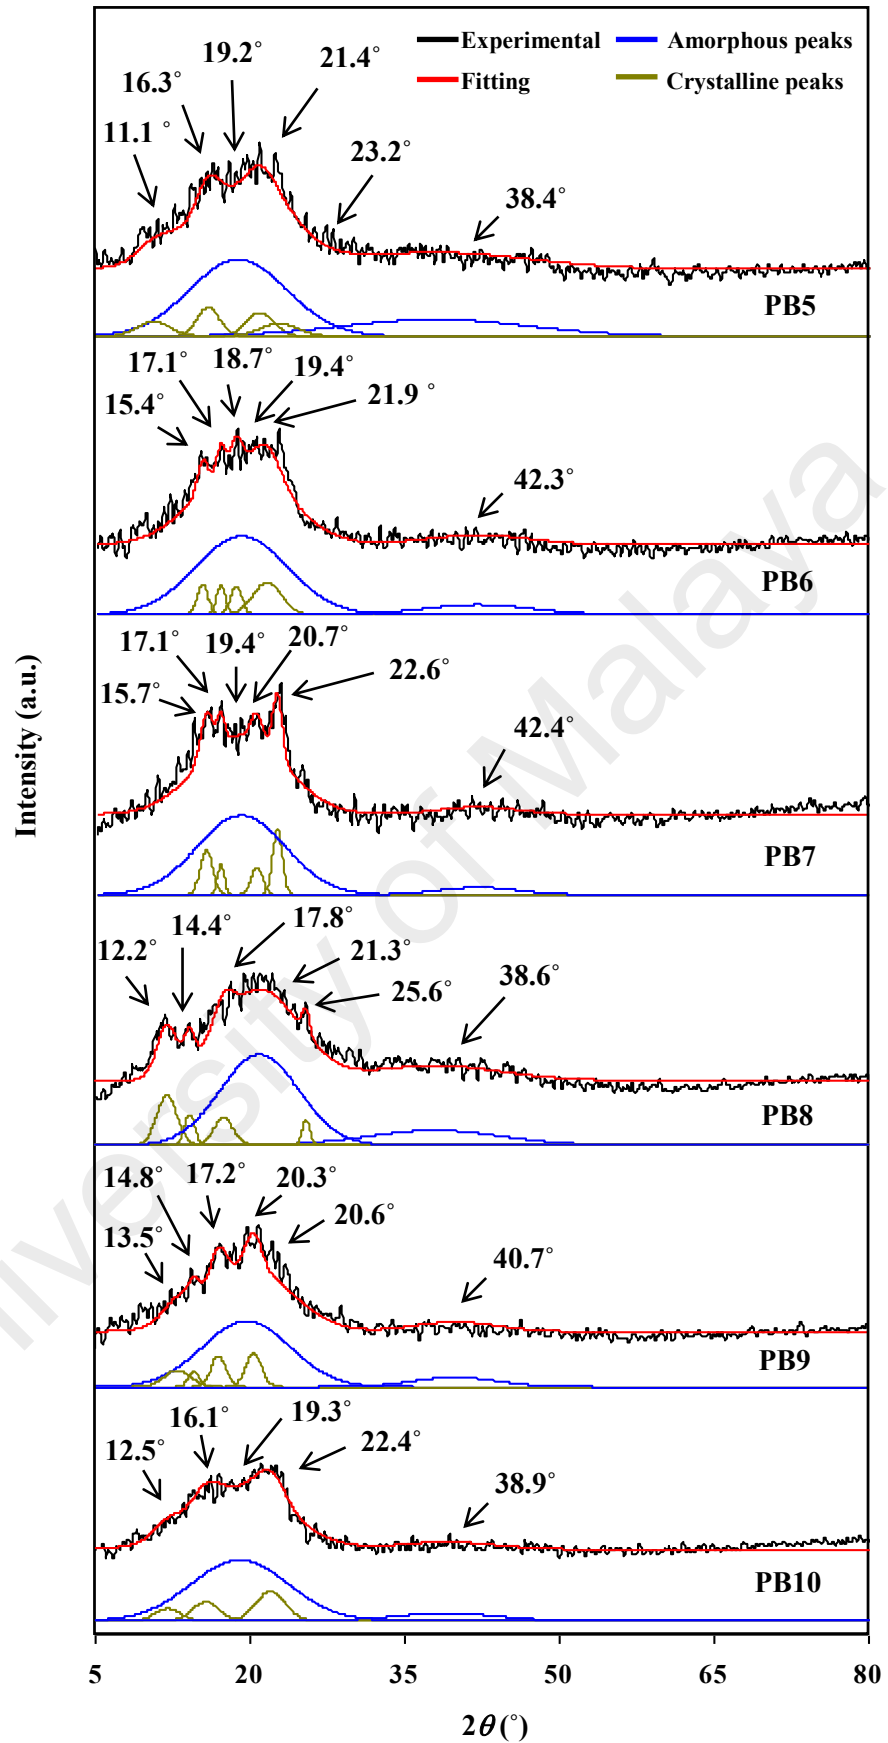 Experimental
Amorphous peaks
Fitting
Crystalline peaks
19.2°
16.3°
21.4°
11.1 °
23.2°
38.4°
PB5
17.1°
18.7°
19.4°
15.4°
21.9 °
42.3°
PB6
17.1°
19.4°
20.7°
15.7°
22.6°
42.4°
PB7
14.4°
17.8°
12.2°
21.3°
25.6°
38.6°
PB8
14.8°
17.2°
20.3°
13.5°
20.6°
40.7°
PB9
16.1°
19.3°
12.5°
22.4°
38.9°
PB10
Intensity (a.u.)
5 20 35 50 65 80
2θ (°)
University of Malaya